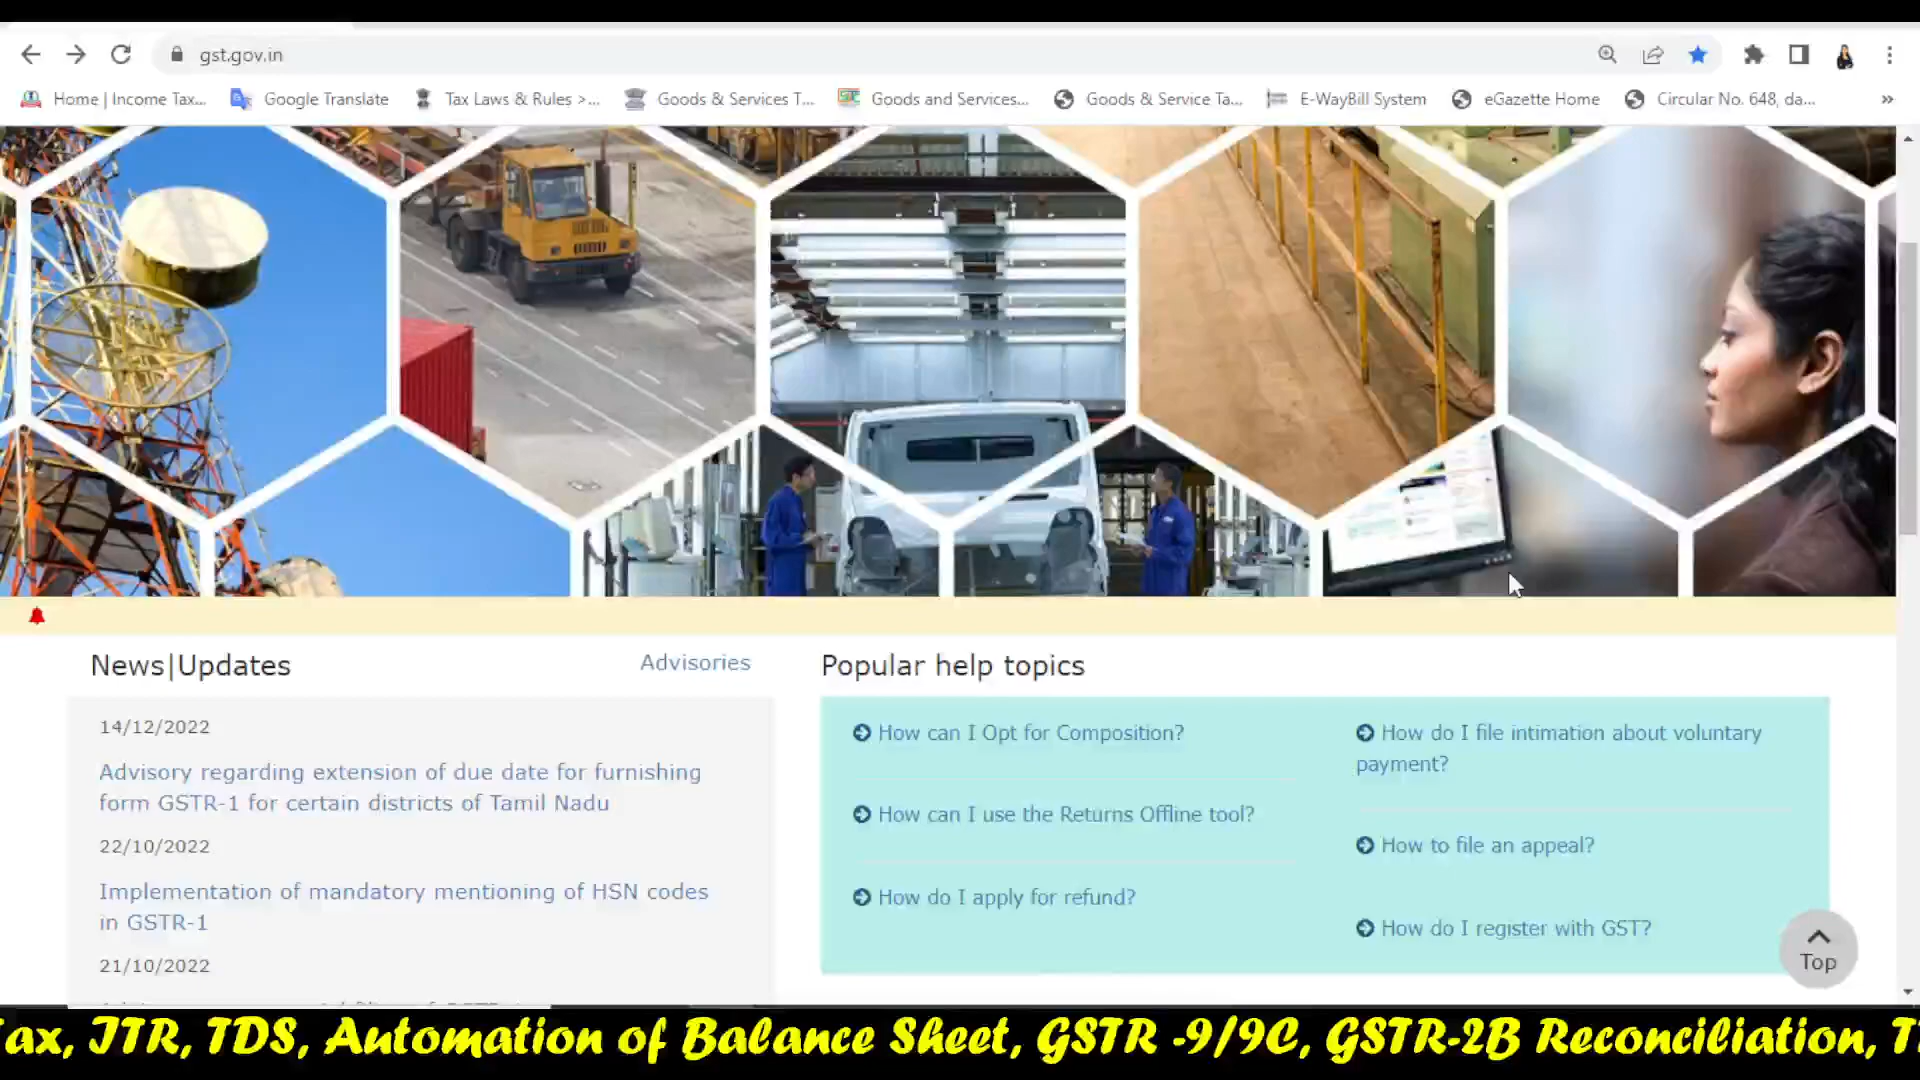 gst.gov.in
Home | Income Tax...
Google Translate
Tax Laws & Rules >...
Goods & Services T...
Goods and Services...
Goods & Service Ta...
E-WayBill System
eGazette Home
Circular No. 648, da...
News|Updates
Advisories
14/12/2022
Advisory regarding extension of due date for furnishing
form GSTR-1 for certain districts of Tamil Nadu
22/10/2022
Implementation of mandatory mentioning of HSN codes
in GSTR-1
21/10/2022
Popular help topics
How can I Opt for Composition?
How can I use the Returns Offline tool?
How do I apply for refund?
How do I file intimation about voluntary
payment?
How to file an appeal?
How do I register with GST?
Top
ax, ITR, TDS, Automation of Balance Sheet, GSTR -9/9C, GSTR-2B Reconciliation, T